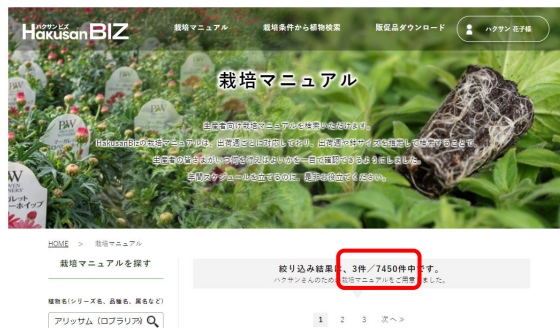 ハクサンビズ
HakusanBIZ
栽培マニュアル
栽培条件から植物検索
販促品ダウンロード
ハクサン 花子様
栽培マニュアル
生産者向け栽培マニュアルを検索いただけます。
HakusanBizの栽培マニュアルは、出荷週ごとに対応しており、出荷週や鉢サイズを指定して検索することで、
生産者の皆さまがいつ何を行えばよいかを一目で確認できるようにしました。
年間スケジュールを立てるのに、是非お役立てください。
PW
PW
PW
HOME > 栽培マニュアル
栽培マニュアルを探す
絞り込み結果は、3件／7450件中です。
ハクサンさんのための栽培マニュアルをご用意しました。
植物名(シリーズ名、品種名、属名など)
アリッサム（ロブラリア）
1 2 3 次へ »